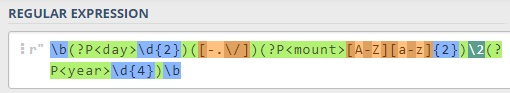 REGULAR EXPRESSION
r" \b(?P<day>\d{2})([-.\/])(?P<mount>[A-Z][a-z]{2})\2(?
P<year>\d{4})\b